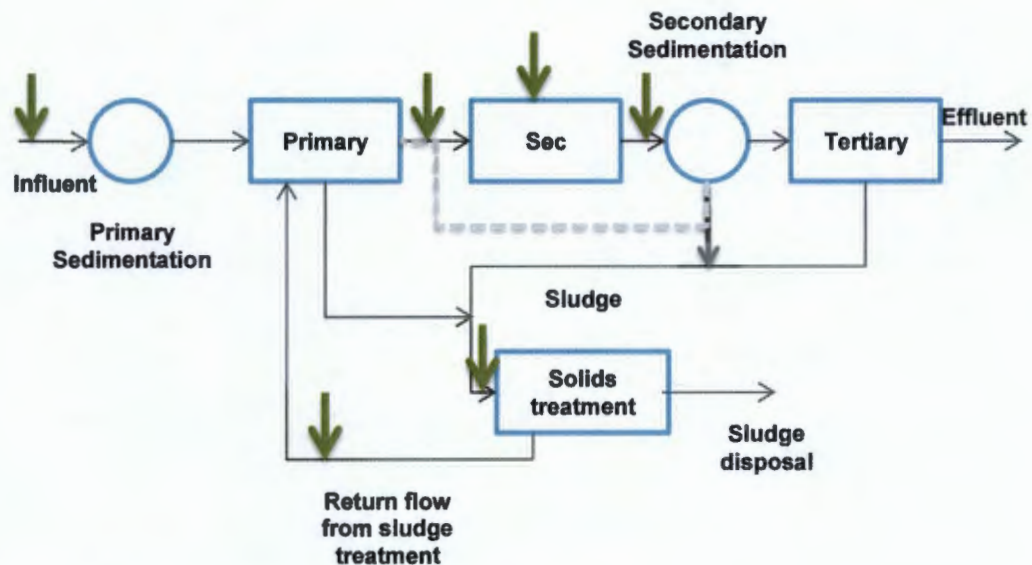 Secondary
Sedimentation
Primary
Sec
Tertiary
Effluent
Influent
Primary
Sedimentation
Sludge
Solids
treatment
Sludge
disposal
Return flow
from sludge
treatment